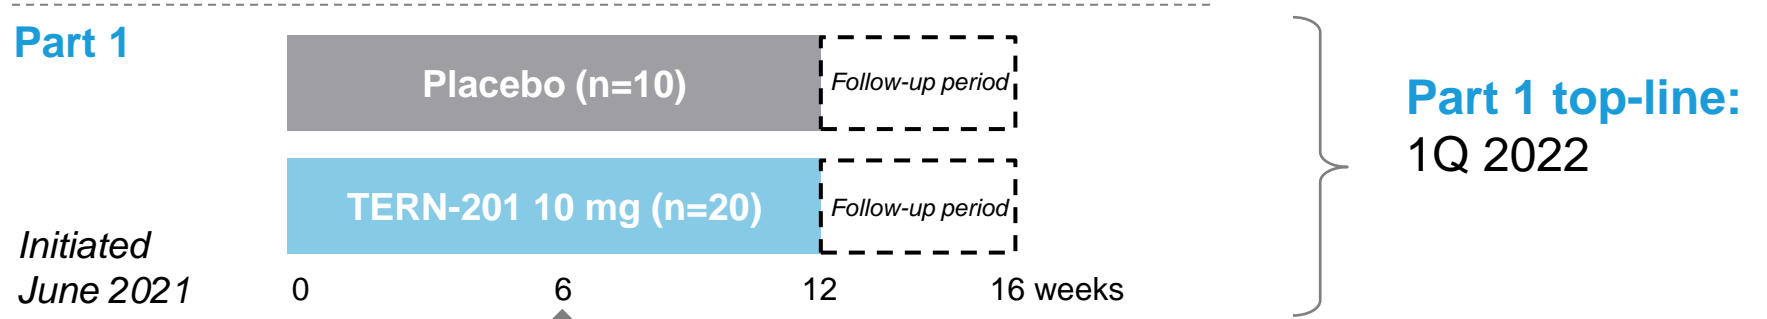 Part 1
Placebo (n=10)
Follow-up period
Part 1 top-line:
1Q 2022
TERN-201 10 mg (n=20)
Follow-up period
Initiated
June 2021
0 6 12 16 weeks